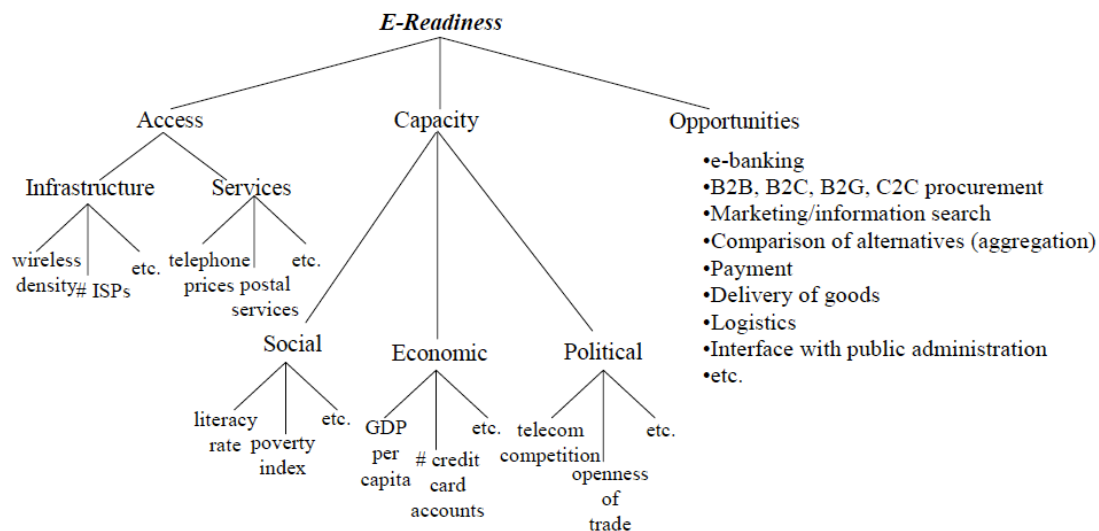 E-Readiness
Access
Capacity
Opportunities
Infrastructure
Services
wireless
density
# ISPs
etc.
telephone
prices
postal
services
etc.
Social
Economic
Political
literacy
rate
poverty
index
etc.
GDP
per
capita
# credit
card
accounts
etc.
telecom
competition
openness
of
trade
etc.
•e-banking
•B2B, B2C, B2G, C2C procurement
•Marketing/information search
•Comparison of alternatives (aggregation)
•Payment
•Delivery of goods
•Logistics
•Interface with public administration
•etc.